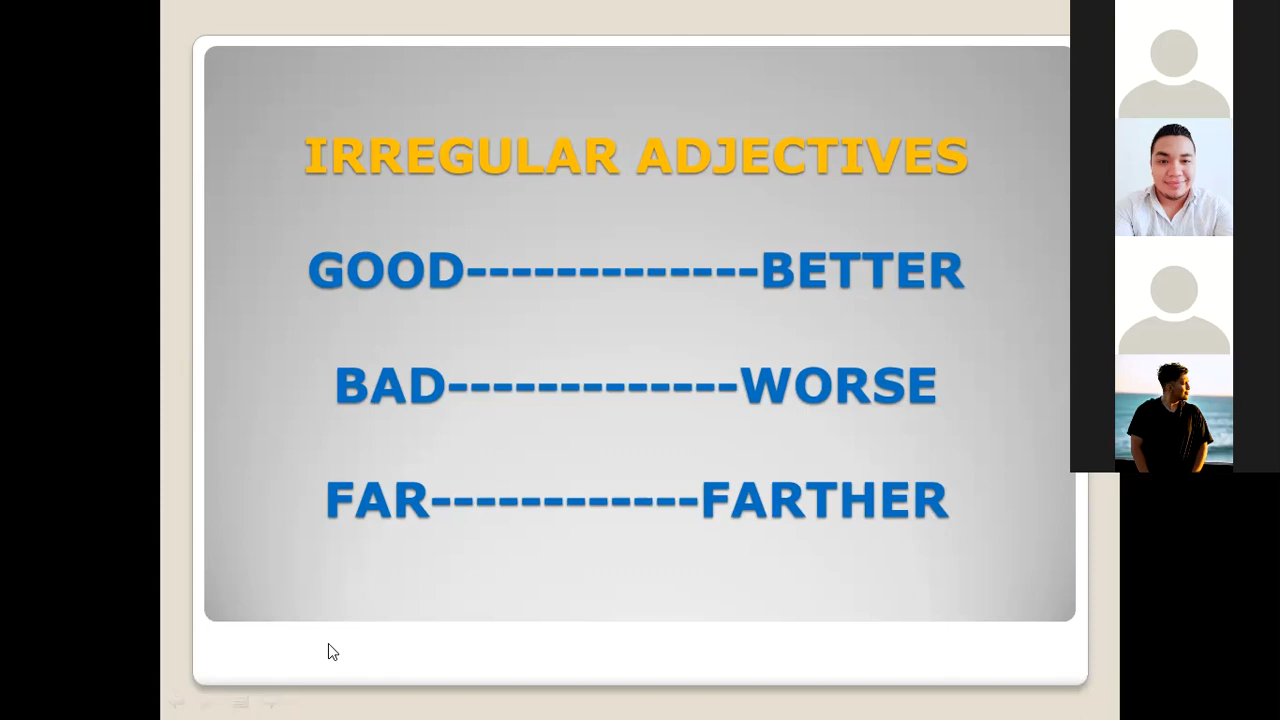 IRREGULAR ADJECTIVES
GOOD-------------BETTER
BAD-------------WORSE
FAR------------FARTHER